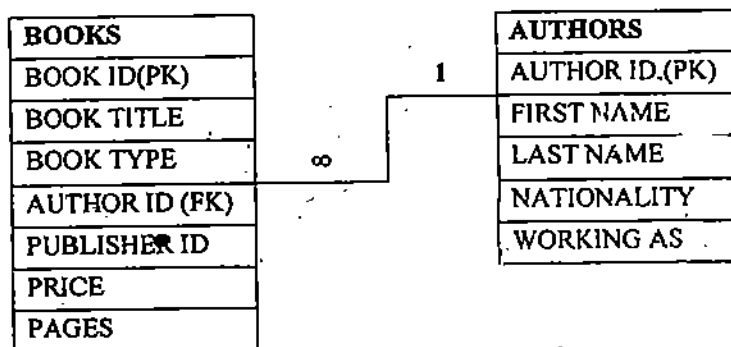 BOOKS
BOOK ID(PK)
BOOK TITLE
BOOK TYPE
AUTHOR ID (FK)
PUBLISHER ID
PRICE
PAGES
∞
1
AUTHORS
AUTHOR ID.(PK)
FIRST NAME
LAST NAME
NATIONALITY
WORKING AS